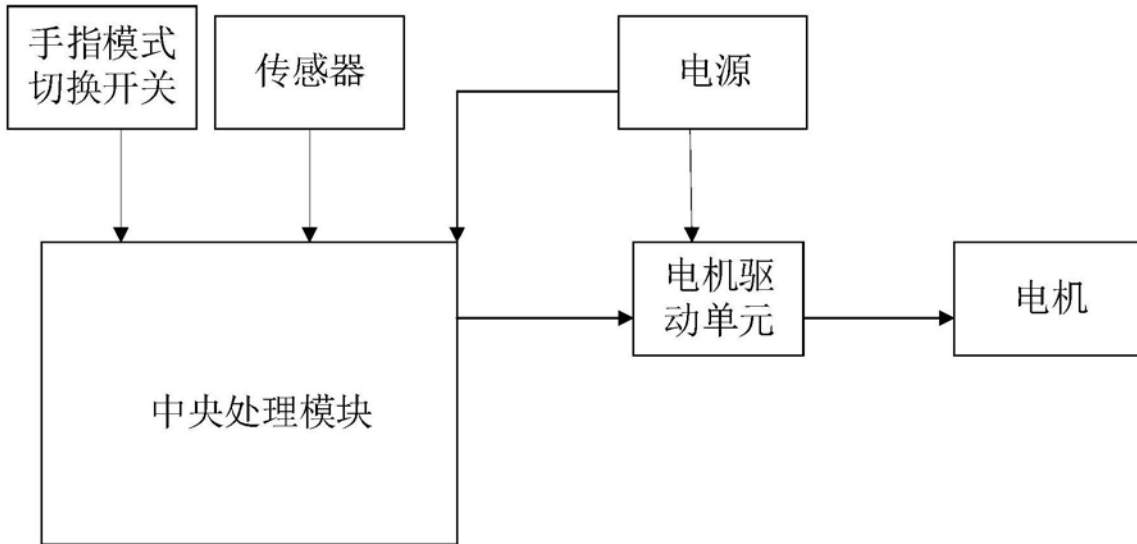 手指模式
切换开关
传感器
电源
电机驱
动单元
电机
中央处理模块